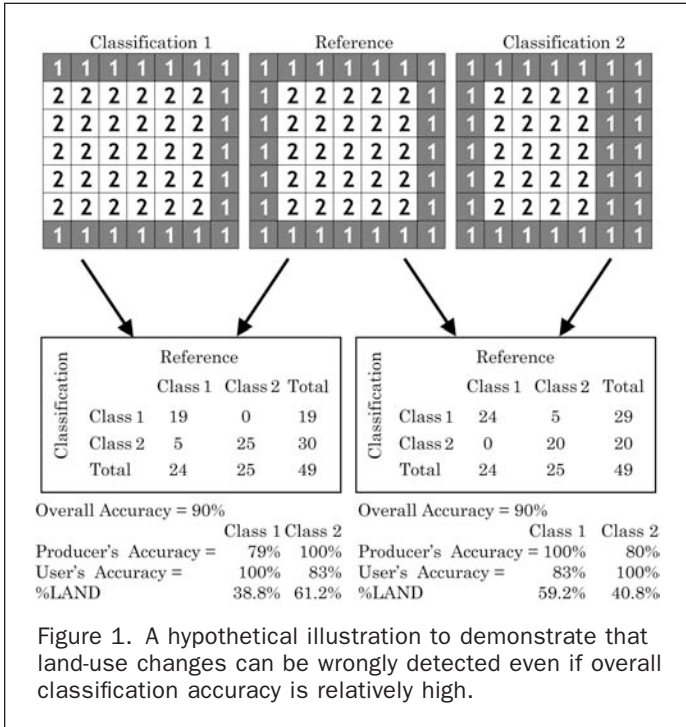 Classification 1 Reference Classification 2
1 1 1 1 1 1 1 1 1 1 1 1 1 1 1 1 1 1 1 1 1
2 2 2 2 2 2 1 1 2 2 2 2 2 1 1 2 2 2 2 1 1
2 2 2 2 2 2 1 1 2 2 2 2 2 1 1 2 2 2 2 1 1
2 2 2 2 2 2 1 1 2 2 2 2 2 1 1 2 2 2 2 1 1
2 2 2 2 2 2 1 1 2 2 2 2 2 1 1 2 2 2 2 1 1
2 2 2 2 2 2 1 1 2 2 2 2 2 1 1 2 2 2 2 1 1
1 1 1 1 1 1 1 1 1 1 1 1 1 1 1 1 1 1 1 1 1
Classification
Reference
Class 1 Class 2 Total
Class 1 19 0 19
Class 2 5 25 30
Total 24 25 49
Overall Accuracy = 90%
Class 1 Class 2
Producer's Accuracy = 79% 100%
User's Accuracy = 100% 83%
%LAND 38.8% 61.2%
Classification
Reference
Class 1 Class 2 Total
Class 1 24 5 29
Class 2 0 20 20
Total 24 25 49
Overall Accuracy = 90%
Class 1 Class 2
Producer's Accuracy = 100% 80%
User's Accuracy = 83% 100%
%LAND 59.2% 40.8%
Figure 1. A hypothetical illustration to demonstrate that
land-use changes can be wrongly detected even if overall
classification accuracy is relatively high.